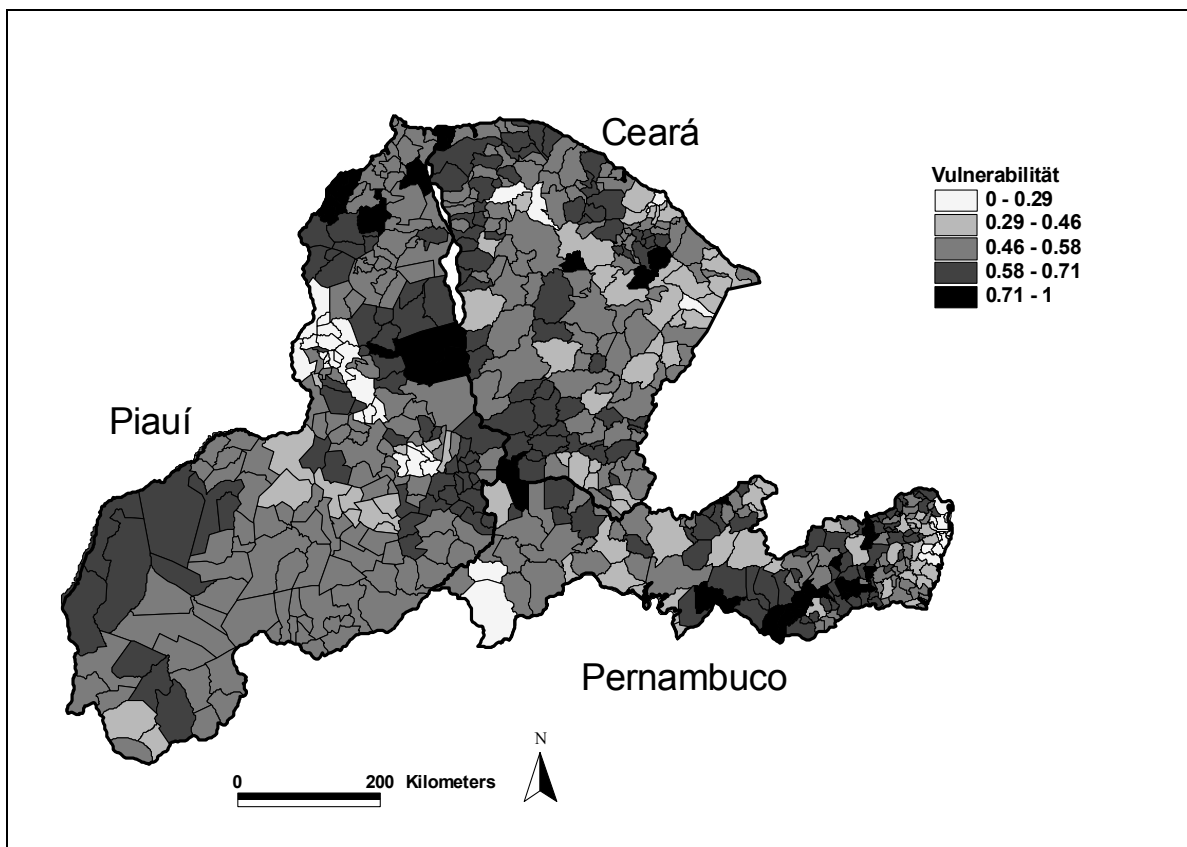 Ceará
Vulnerabilität
0 - 0.29
0.29 - 0.46
0.46 - 0.58
0.58 - 0.71
0.71 - 1
Piauí
Pernambuco
N
0 200 Kilometers